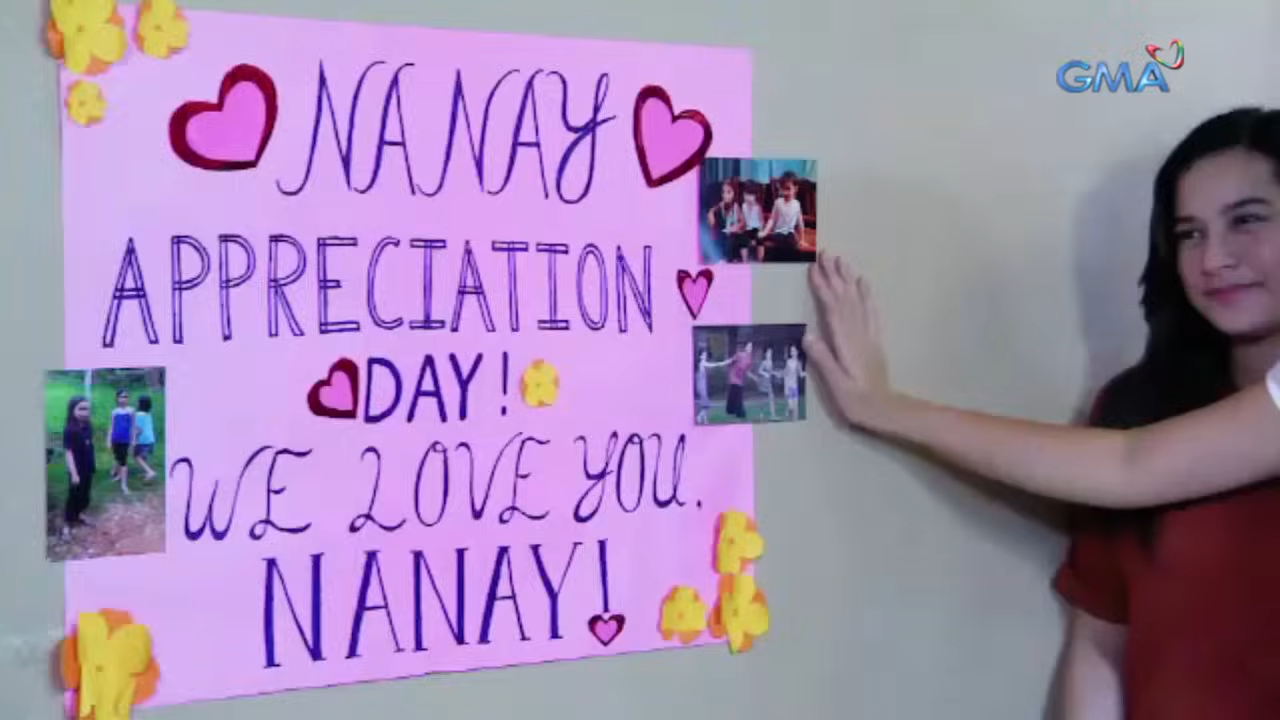 NANAY
APPRECIATION
DAY!
WE LOVE YOU.
NANAY!
GMA